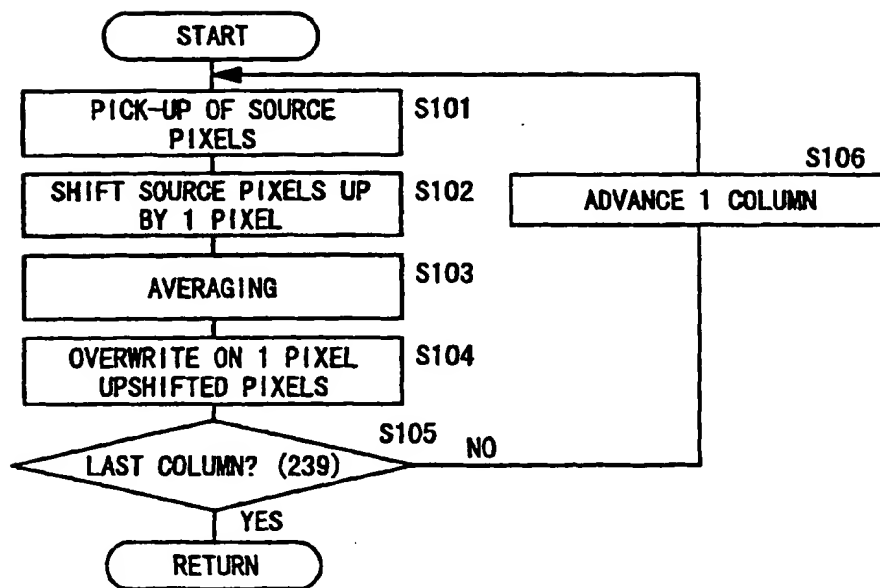 START
PICK-UP OF SOURCE
PIXELS
S101
SHIFT SOURCE PIXELS UP
BY 1 PIXEL
S102
AVERAGING
S103
OVERWRITE ON 1 PIXEL
UPSHIFTED PIXELS
S104
LAST COLUMN? (239)
S105
NO
YES
RETURN
S106
ADVANCE 1 COLUMN